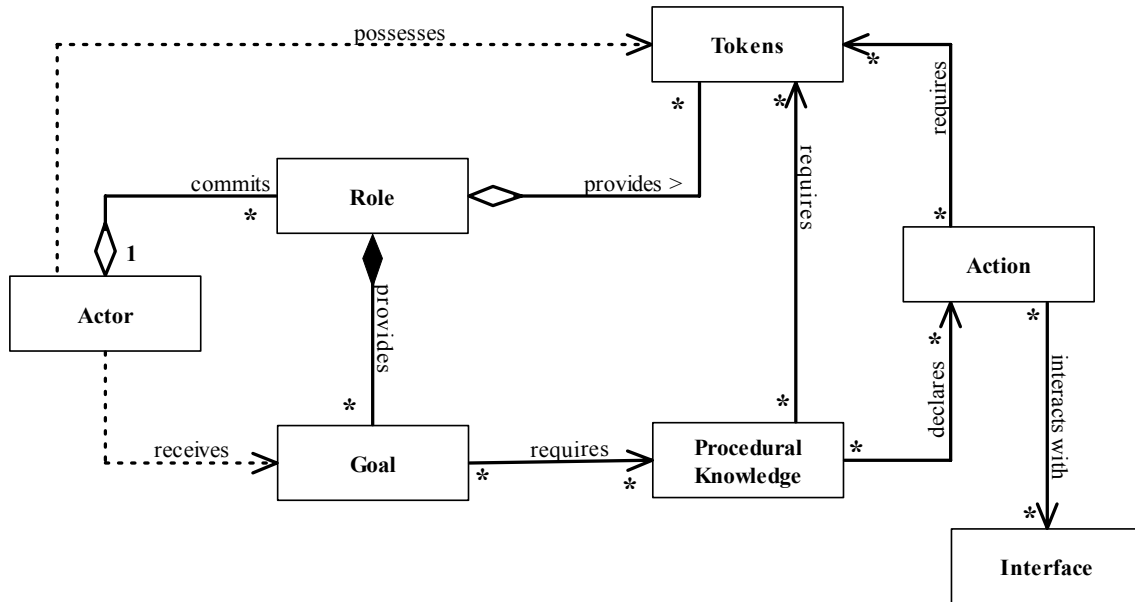 possesses
Tokens
*
*
*
*
requires
requires
commits
*
Role
provides >
1
*
Action
Actor
provides
*
*
declares
interacts with
*
receives
Goal
*
requires
*
*
Procedural
Knowledge
*
*
Interface